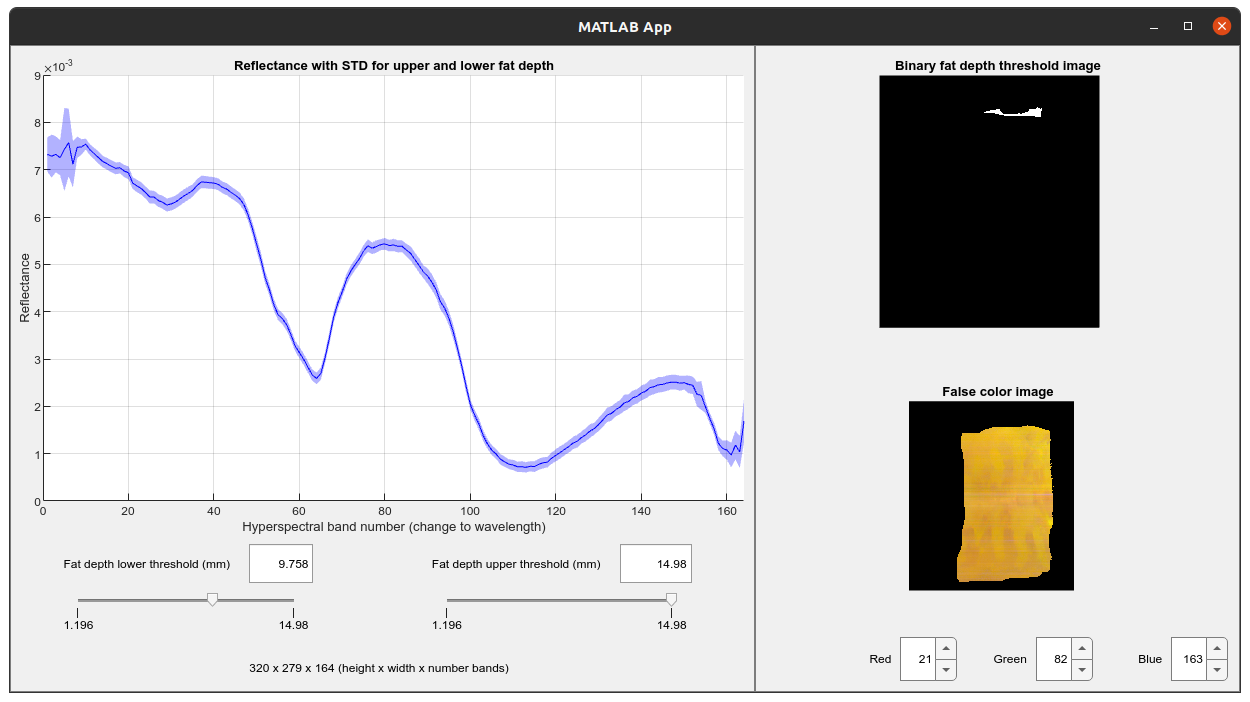 MATLAB App
Reflectance with STD for upper and lower fat depth
×10-3
9
8
7
6
5
4
3
2
1
0
Reflectance
0 20 40 60 80 100 120 140 160
Hyperspectral band number (change to wavelength)
Fat depth lower threshold (mm) 9.758
1.196 14.98
Fat depth upper threshold (mm) 14.98
1.196 14.98
320 x 279 x 164 (height x width x number bands)
Binary fat depth threshold image
False color image
Red 21 Green 82 Blue 163